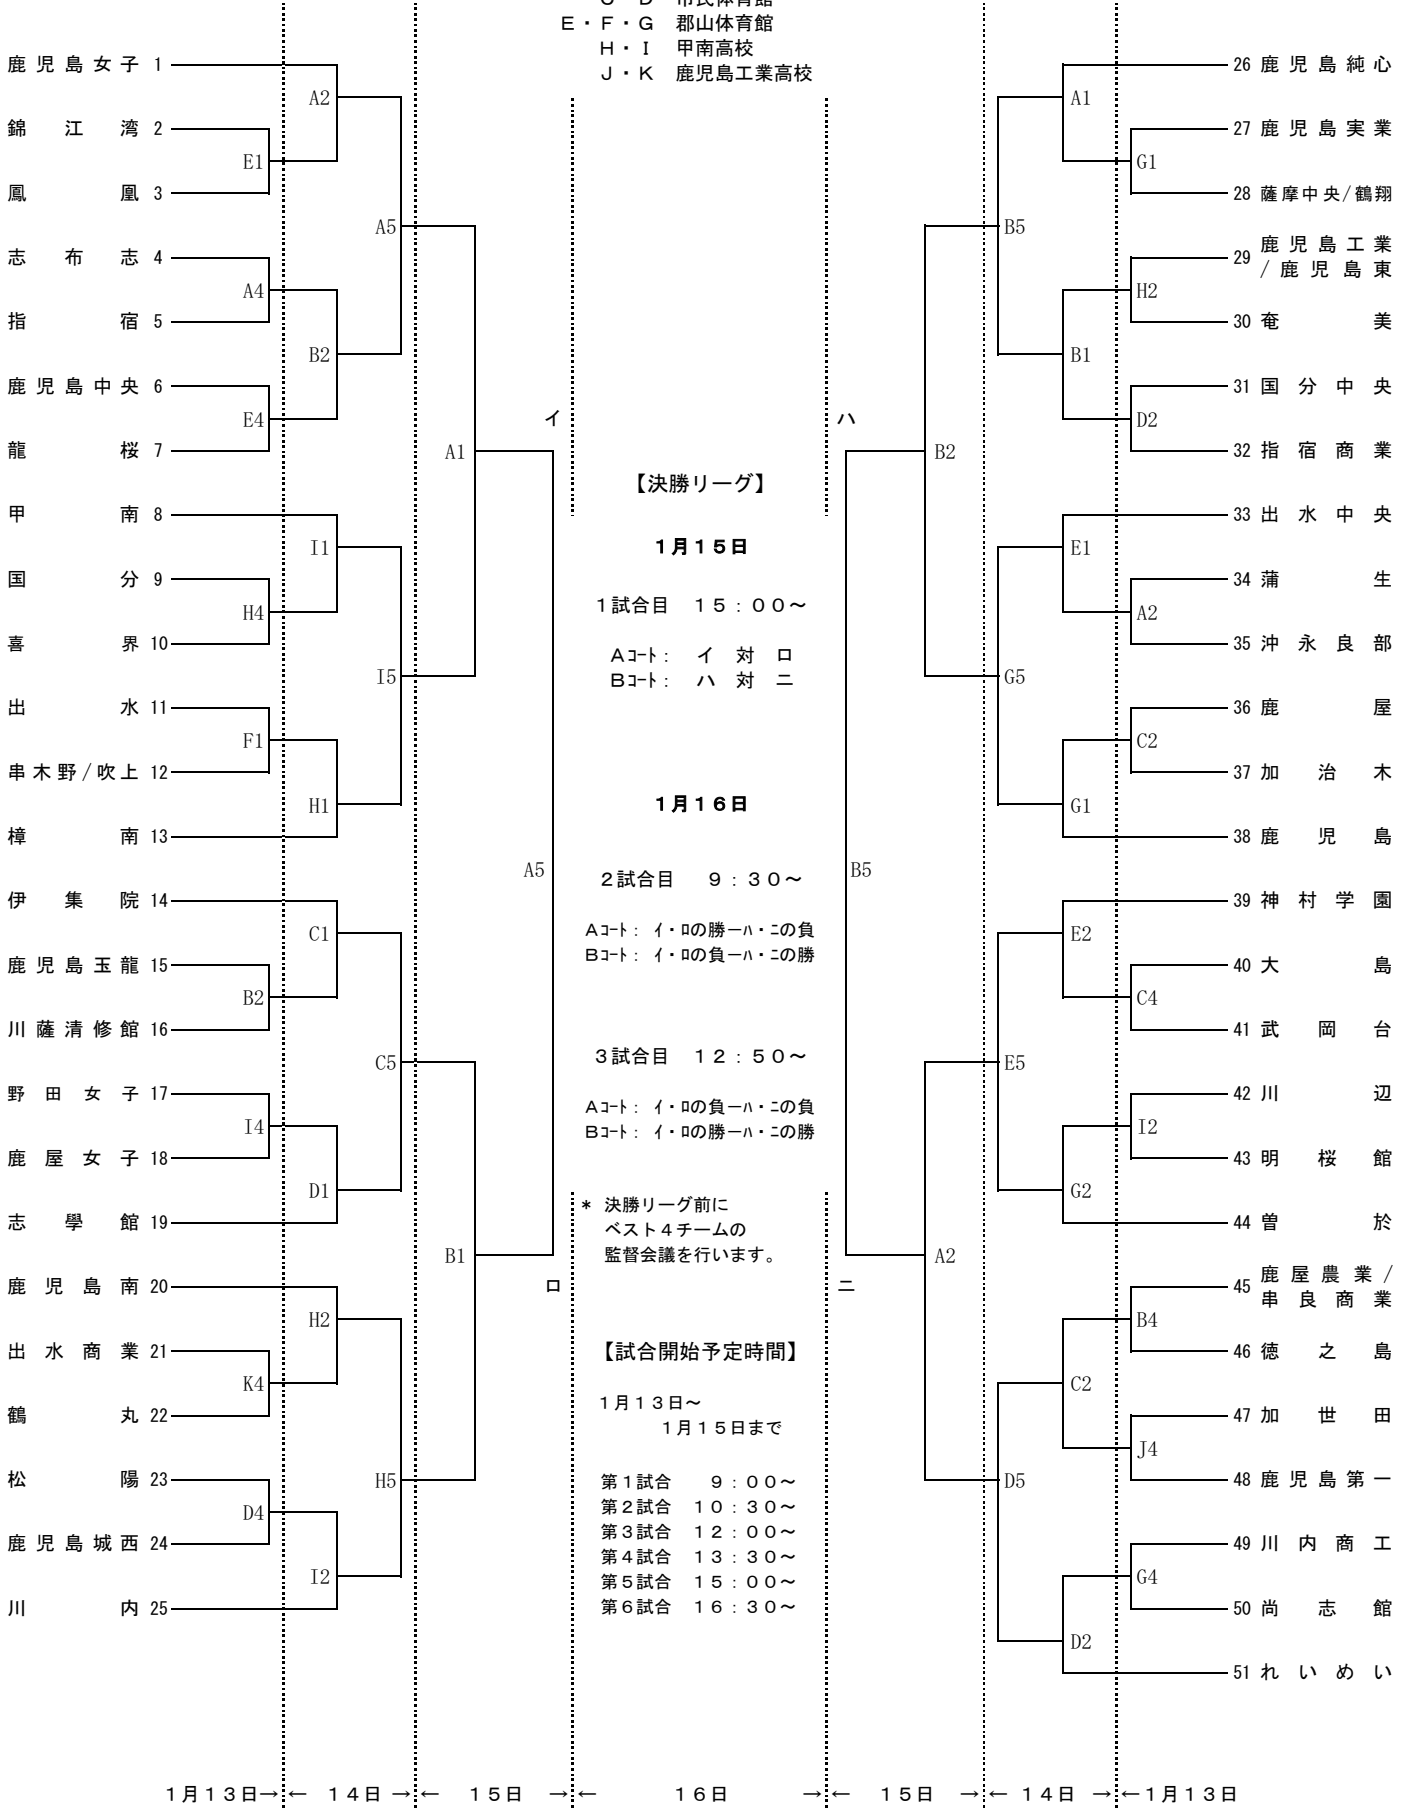 E・F・G 郡山体育館
H・I 甲南高校
J・K 鹿児島工業高校
鹿児島女子 1
A2
錦江湾 2
E1
鳳凰 3
A5
志布志 4
A4
指宿 5
B2
鹿児島中央 6
E4
龍桜 7
A1
イ
甲南 8
I1
国分 9
H4
喜界 10
I5
出水 11
F1
串木野/吹上 12
H1
樟南 13
A5
伊集院 14
C1
鹿児島玉龍 15
B2
川薩清修館 16
C5
野田女子 17
I4
鹿屋女子 18
D1
志學館 19
B1
ロ
鹿児島南 20
H2
出水商業 21
K4
鶴丸 22
H5
松陽 23
D4
鹿児島城西 24
I2
川内 25
【決勝リーグ】
1月15日
1試合目 15:00~
Aコート: イ 対 ロ
Bコート: ハ 対 ニ
1月16日
2試合目 9:30~
Aコート: イ・ロの勝ーハ・ニの負
Bコート: イ・ロの負ーハ・ニの勝
3試合目 12:50~
Aコート: イ・ロの負ーハ・ニの負
Bコート: イ・ロの勝ーハ・ニの勝
* 決勝リーグ前に
ベスト4チームの
監督会議を行います。
【試合開始予定時間】
1月13日~
1月15日まで
第1試合 9:00~
第2試合 10:30~
第3試合 12:00~
第4試合 13:30~
第5試合 15:00~
第6試合 16:30~
26 鹿児島純心
A1
27 鹿児島実業
G1
28 薩摩中央/鶴翔
B5
29 鹿児島工業
/鹿児島東
H2
30 奄美
B1
31 国分中央
D2
32 指宿商業
ハ
B2
33 出水中央
E1
34 蒲生
A2
35 沖永良部
G5
36 鹿屋
C2
37 加治木
G1
38 鹿児島
B5
39 神村学園
E2
40 大島
C4
41 武岡台
E5
42 川辺
I2
43 明桜館
G2
44 曽於
A2
ニ
45 鹿屋農業/
串良商業
B4
46 徳之島
C2
47 加世田
J4
48 鹿児島第一
D5
49 川内商工
G4
50 尚志館
D2
51 れいめい
1月13日→ ← 14日 → ← 15日 → ← 16日 → ← 15日 → ← 14日 → ←1月13日